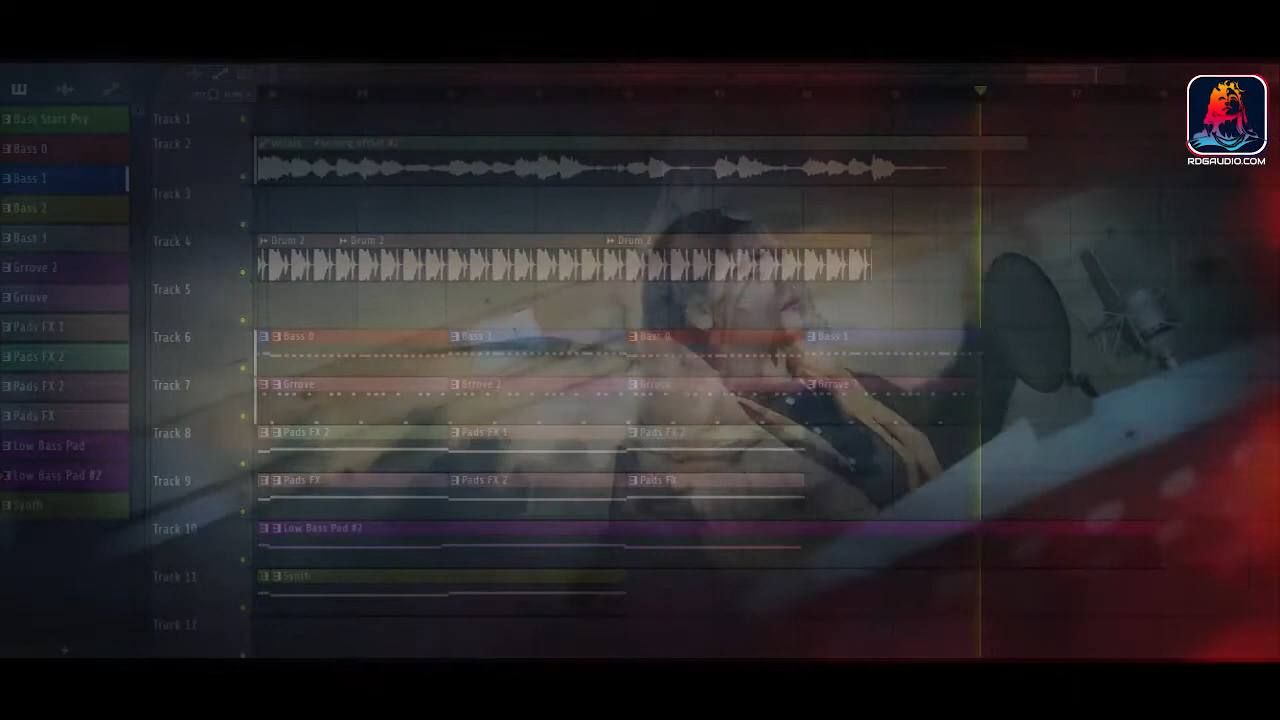 RDGAUDIO.COM
Bass 0
Bass 1
Bass 2
Bass 3
Grrove 2
Grrove
Pads FX 1
Pads FX 2
Pads FX 2
Pads FX
Low Bass Pad
Low Bass Pad #2
Synth
Track 1
Track 2
Track 3
Track 4
Drum 2 Drum 2 Drum 2
Track 5
Track 6
Bass 0 Bass 1 Bass 0 Bass 1
Track 7
Grrove Grrove 2 Grrove Grrove
Track 8
Pads FX 2 Pads FX 1 Pads FX 2
Track 9
Pads FX Pads FX 2 Pads FX
Track 10
Low Bass Pad #2
Track 11
Synth
Track 12